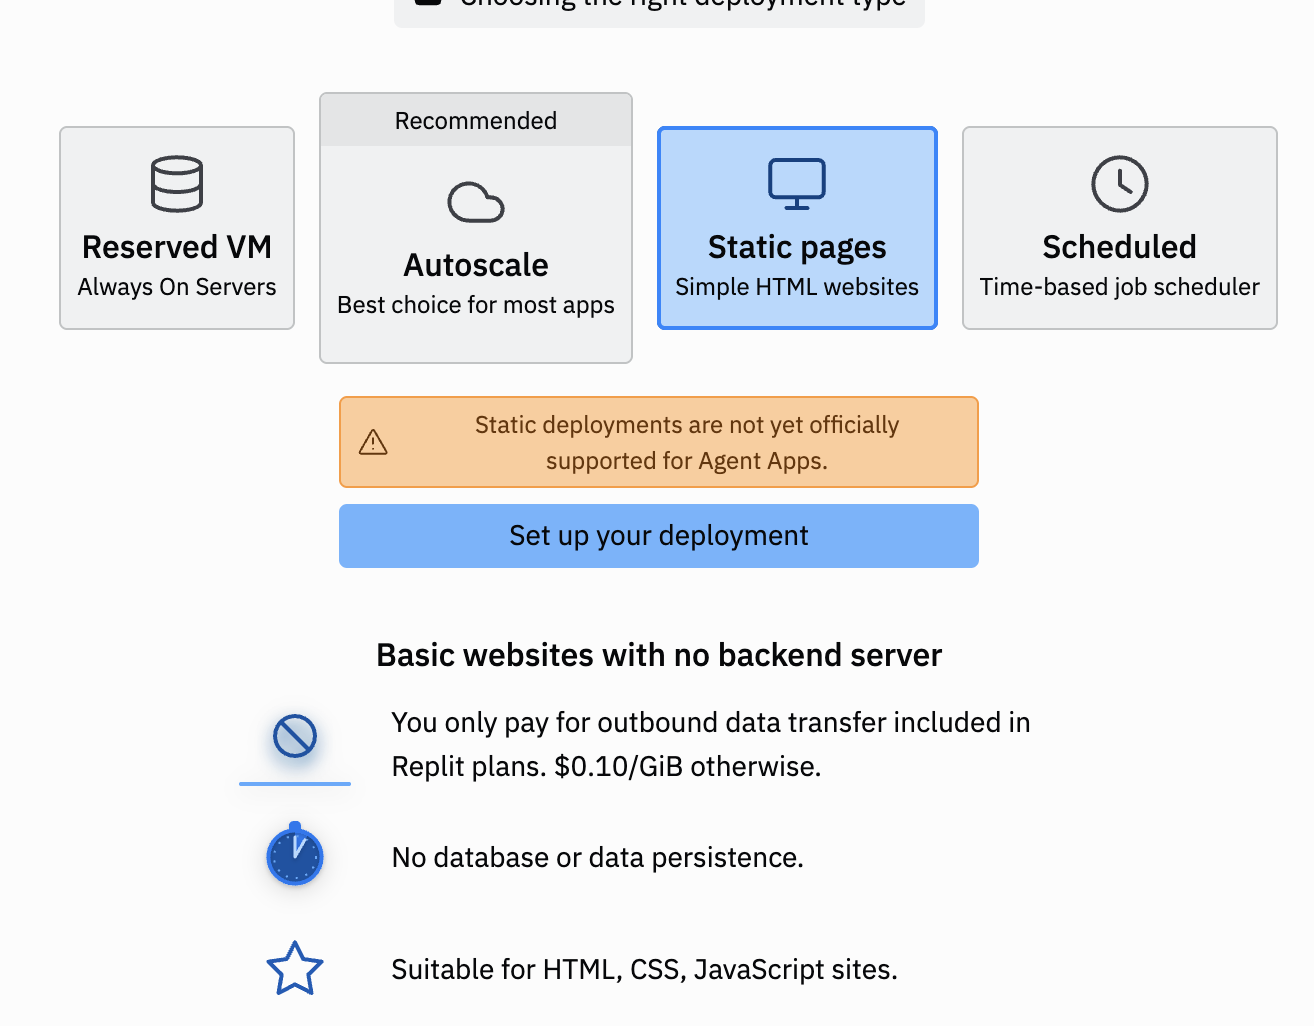 Choosing the right deployment type
Recommended
Reserved VM
Always On Servers
Autoscale
Best choice for most apps
Static pages
Simple HTML websites
Scheduled
Time-based job scheduler
Static deployments are not yet officially
supported for Agent Apps.
Set up your deployment
Basic websites with no backend server
You only pay for outbound data transfer included in
Replit plans. $0.10/GiB otherwise.
No database or data persistence.
Suitable for HTML, CSS, JavaScript sites.